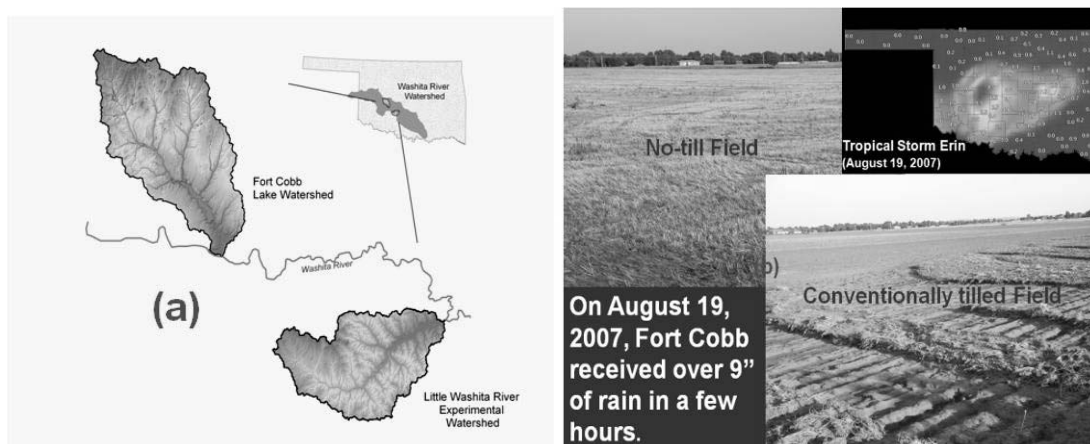 Washita River
Watershed
Fort Cobb
Lake Watershed
Washita River
(a)
Little Washita River
Experimental
Watershed
No-till Field
Tropical Storm Erin
(August 19, 2007)
b)
Conventionally tilled Field
On August 19,
2007, Fort Cobb
received over 9”
of rain in a few
hours.